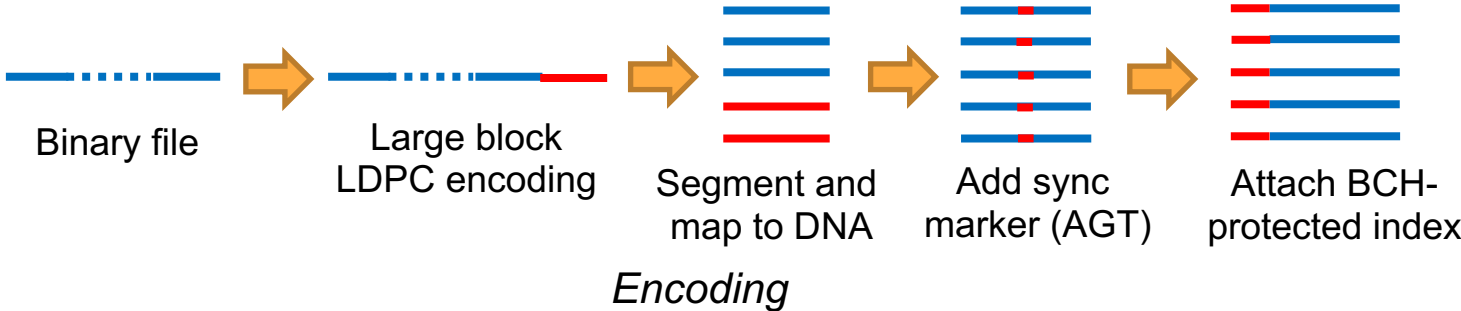 Binary file
Large block
LDPC encoding
Segment and
map to DNA
Add sync
marker (AGT)
Attach BCH-
protected index
Encoding